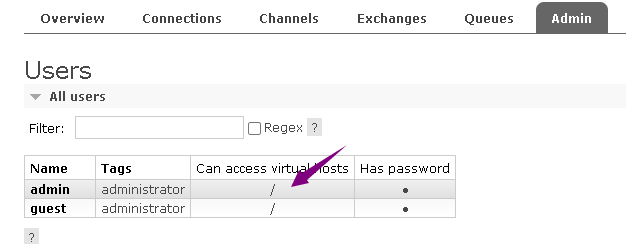 Overview Connections Channels Exchanges Queues Admin
Users
All users
Filter: Regex ?
Name Tags Can access virtual hosts Has password
admin administrator / ●
guest administrator / ●
?